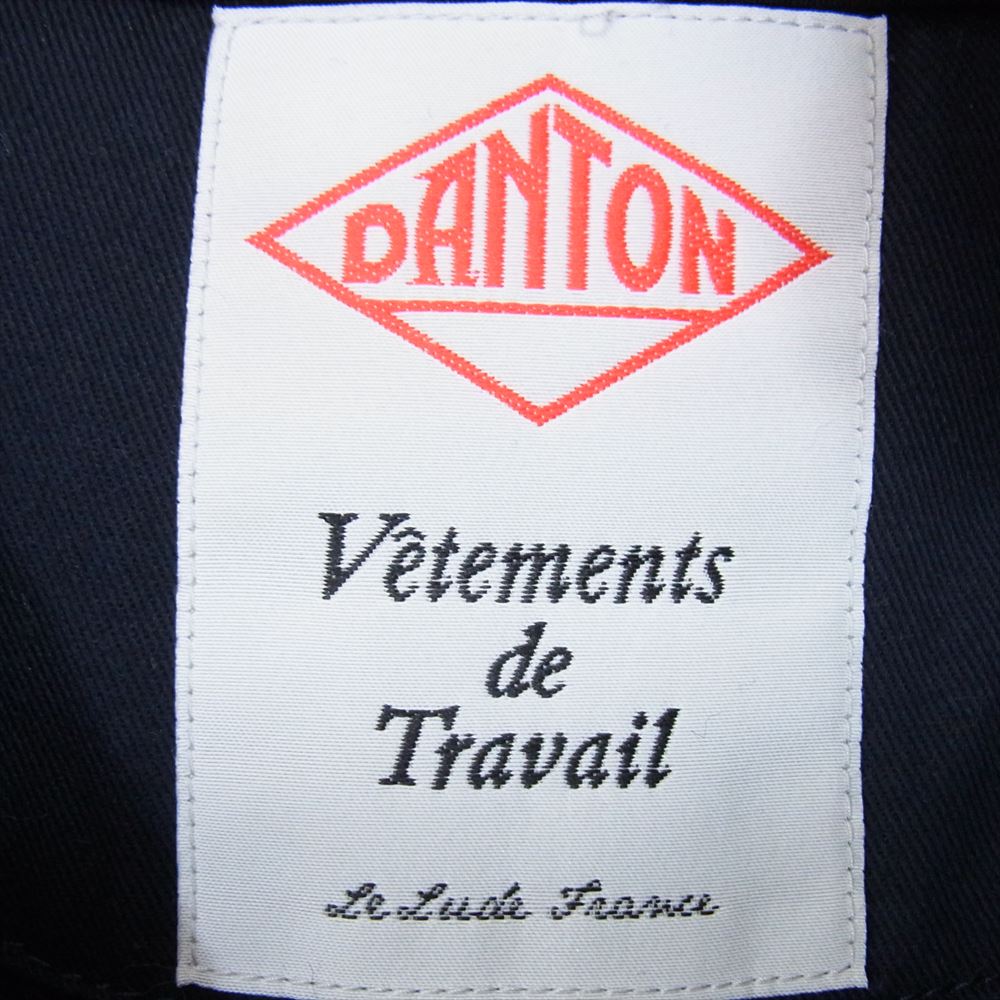 DANTON
Vêtements
de
Travail
Le Lude France